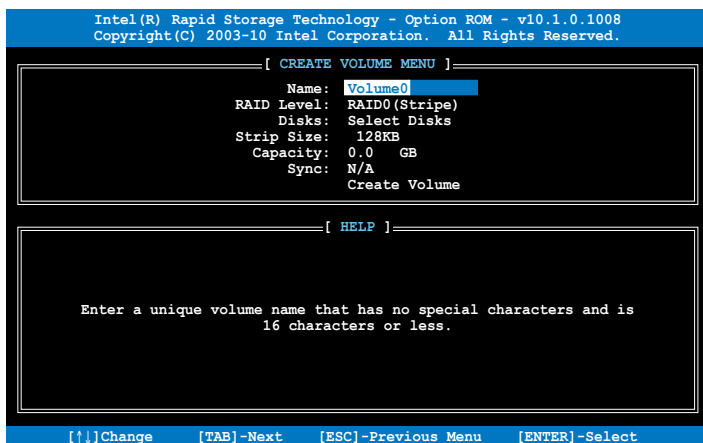 Intel(R) Rapid Storage Technology - Option ROM - v10.1.0.1008
Copyright(C) 2003-10 Intel Corporation.  All Rights Reserved.
[ CREATE VOLUME MENU ]
Name: Volume0
RAID Level: RAID0(Stripe)
Disks: Select Disks
Strip Size: 128KB
Capacity: 0.0 GB
Sync: N/A
Create Volume
[ HELP ]
Enter a unique volume name that has no special characters and is
16 characters or less.
[↑↓]Change [TAB]-Next [ESC]-Previous Menu [ENTER]-Select